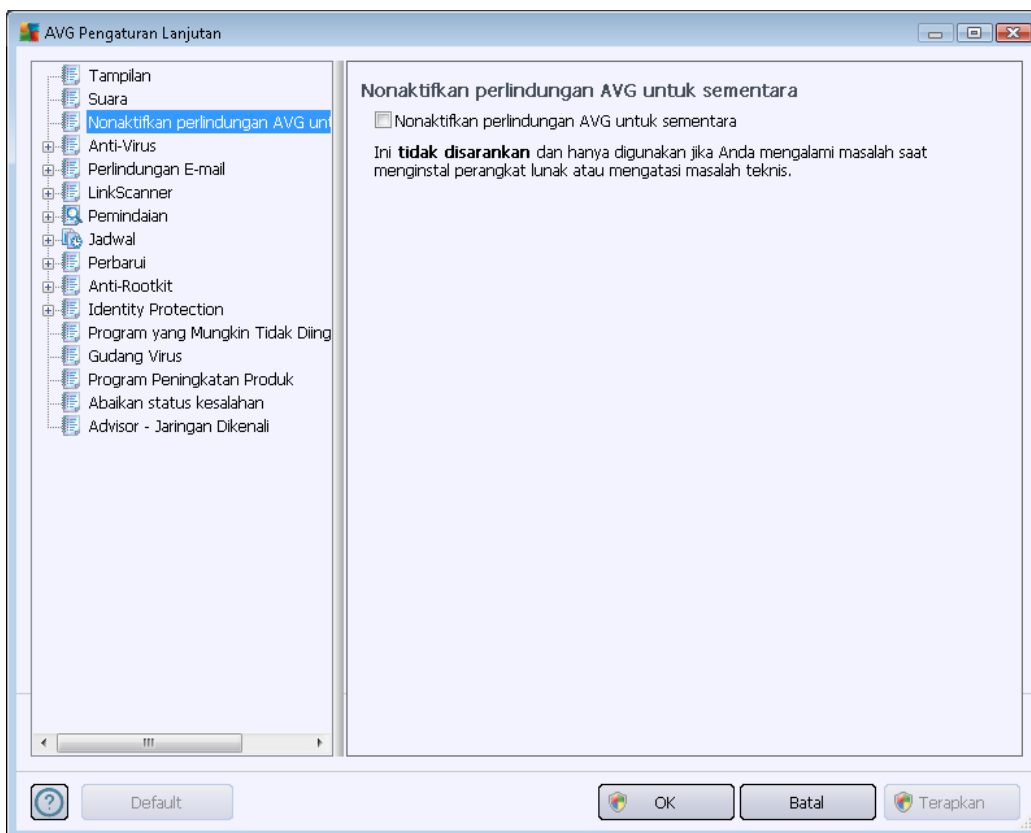 AVG Pengaturan Lanjutan
Tampilan
Suara
Nonaktifkan perlindungan AVG unt
Anti-Virus
Perlindungan E-mail
LinkScanner
Pemindaian
Jadwal
Perbarui
Anti-Rootkit
Identity Protection
Program yang Mungkin Tidak Diing
Gudang Virus
Program Peningkatan Produk
Abaikan status kesalahan
Advisor - Jaringan Dikenali
Nonaktifkan perlindungan AVG untuk sementara
Nonaktifkan perlindungan AVG untuk sementara
Ini tidak disarankan dan hanya digunakan jika Anda mengalami masalah saat
menginstal perangkat lunak atau mengatasi masalah teknis.
Default
OK
Batal
Terapkan